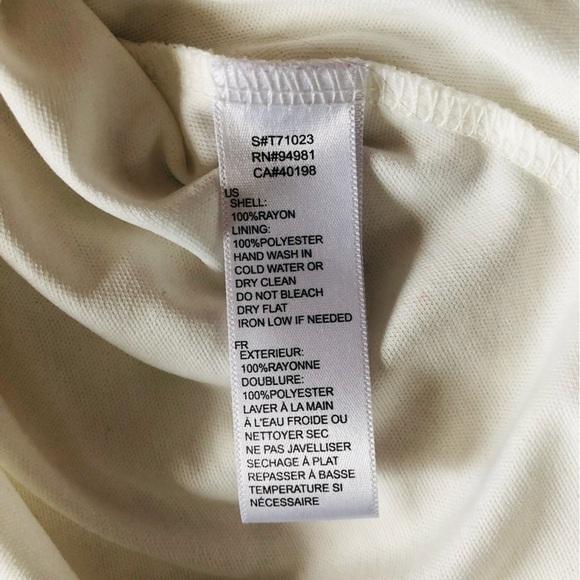 S#T71023
RN#94981
CA#40198
US
SHELL:
100%RAYON
LINING:
100%POLYESTER
HAND WASH IN
COLD WATER OR
DRY CLEAN
DO NOT BLEACH
DRY FLAT
IRON LOW IF NEEDED
FR
EXTERIEUR:
100%RAYONNE
DOUBLURE:
100%POLYESTER
LAVER À LA MAIN
À L'EAU FROIDE OU
NETTOYER SEC
NE PAS JAVELLISER
SECHAGE À PLAT
REPASSER À BASSE
TEMPERATURE SI
NÉCESSAIRE